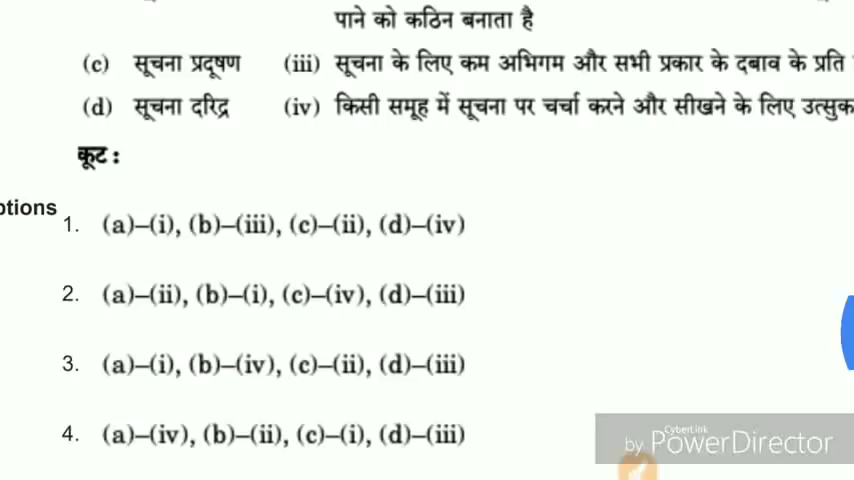 पाने को कठिन बनाता है
(c) सूचना प्रदूषण (iii) सूचना के लिए कम अभिगम और सभी प्रकार के दबाव के प्रति
(d) सूचना दरिद्र (iv) किसी समूह में सूचना पर चर्चा करने और सीखने के लिए उत्सुक
कूट :
ptions
1. (a)–(i), (b)–(iii), (c)–(ii), (d)–(iv)
2. (a)–(ii), (b)–(i), (c)–(iv), (d)–(iii)
3. (a)–(i), (b)–(iv), (c)–(ii), (d)–(iii)
4. (a)–(iv), (b)–(ii), (c)–(i), (d)–(iii)
CyberLink
by PowerDirector